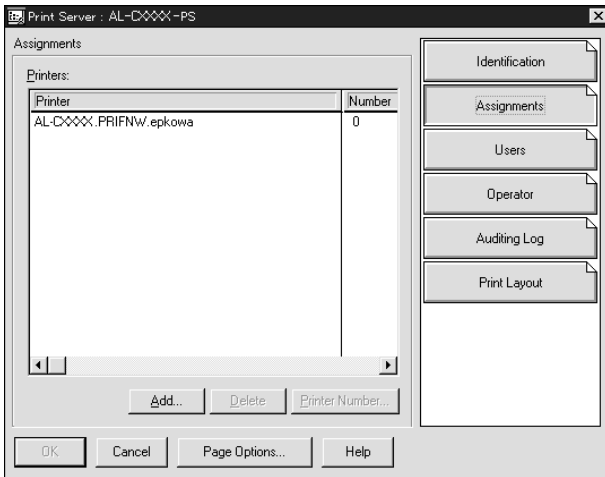 Print Server : AL-CXXXX-PS
Assignments
Printers:
Printer Number
AL-CXXXX.PRIFNW.epkowa 0
Add... Delete Printer Number...
OK Cancel Page Options... Help
Identification
Assignments
Users
Operator
Auditing Log
Print Layout